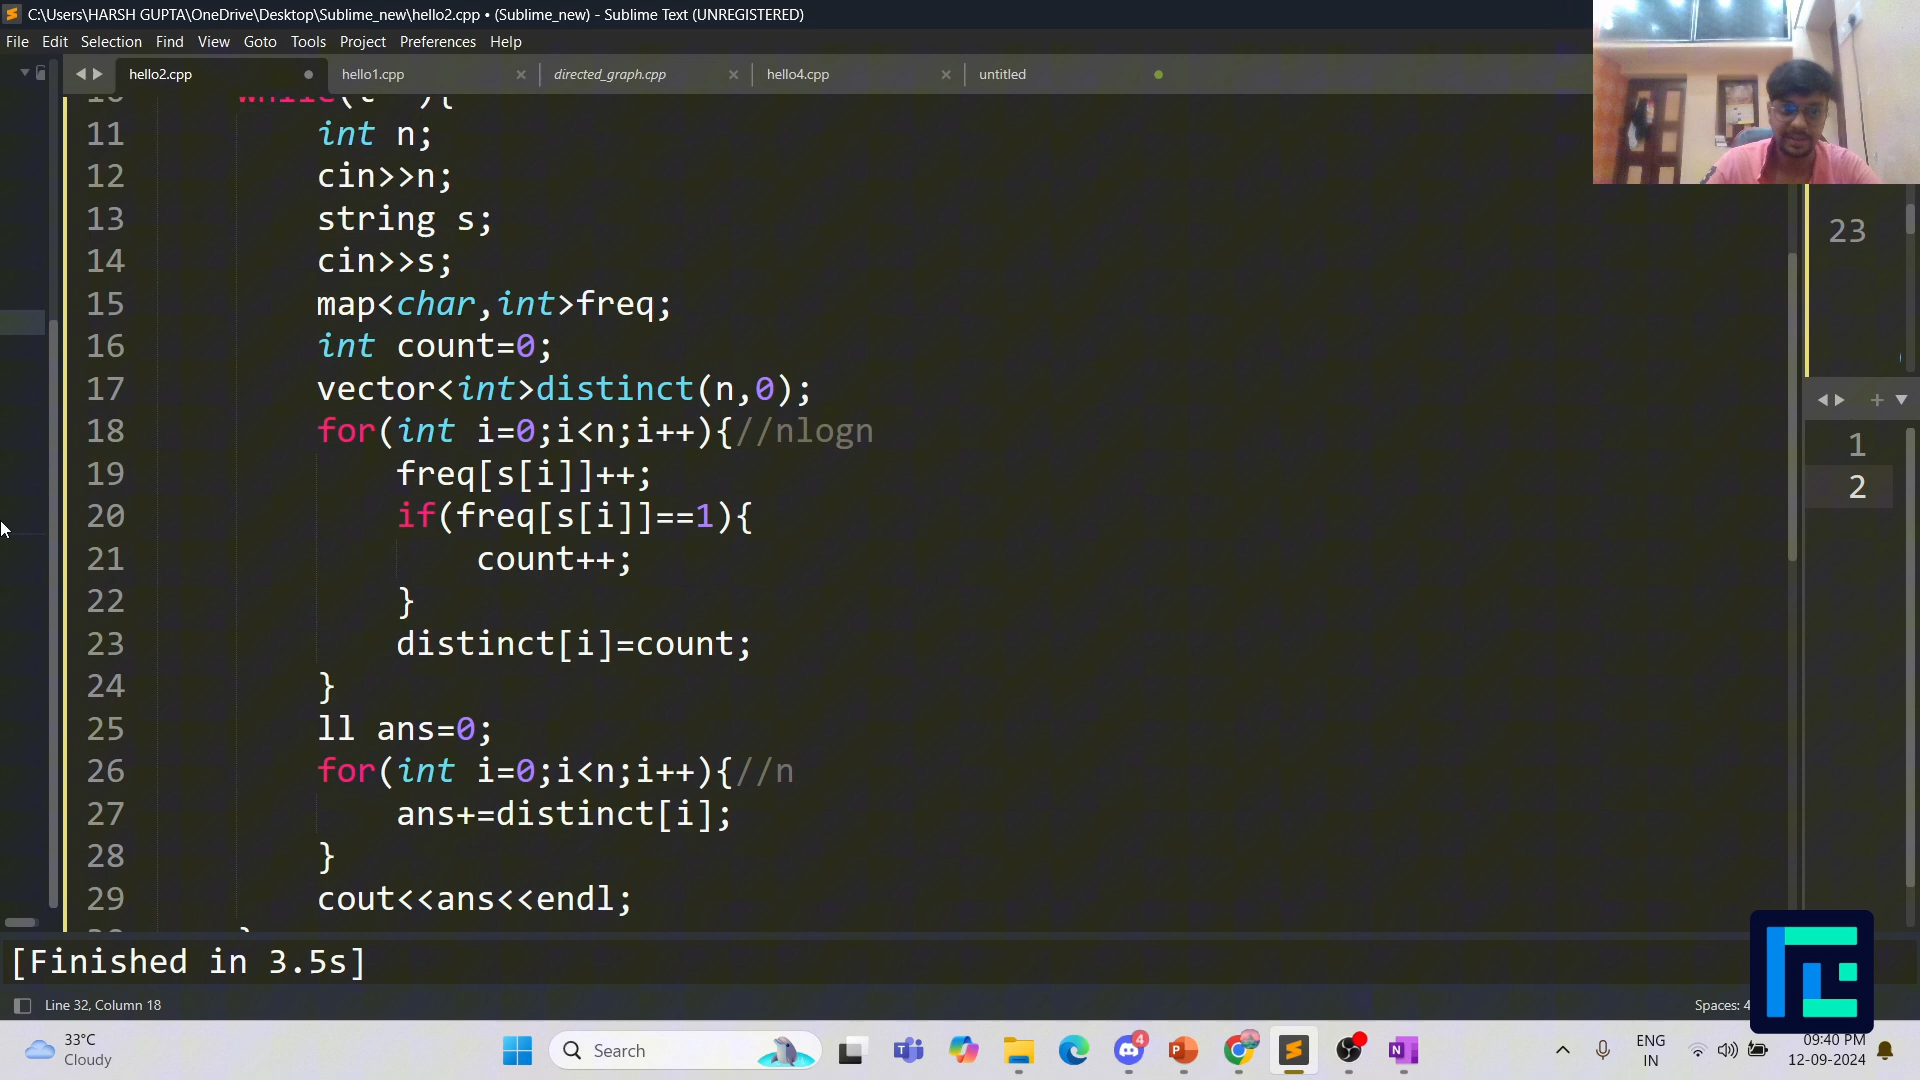 C:\Users\HARSH GUPTA\OneDrive\Desktop\Sublime_new\hello2.cpp • (Sublime_new) - Sublime Text (UNREGISTERED)
File Edit Selection Find View Goto Tools Project Preferences Help
hello2.cpp hello1.cpp directed_graph.cpp hello4.cpp untitled
11 int n;
12 cin>>n;
13 string s;
14 cin>>s;
15 map<char,int>freq;
16 int count=0;
17 vector<int>distinct(n,0);
18 for(int i=0;i<n;i++){//nlogn
19 freq[s[i]]++;
20 if(freq[s[i]]==1){
21 count++;
22 }
23 distinct[i]=count;
24 }
25 ll ans=0;
26 for(int i=0;i<n;i++){//n
27 ans+=distinct[i];
28 }
29 cout<<ans<<endl;
23
1
2
[Finished in 3.5s]
Line 32, Column 18
Spaces: 4
33°C
Cloudy
Search
4
ENG
IN
09:40 PM
12-09-2024